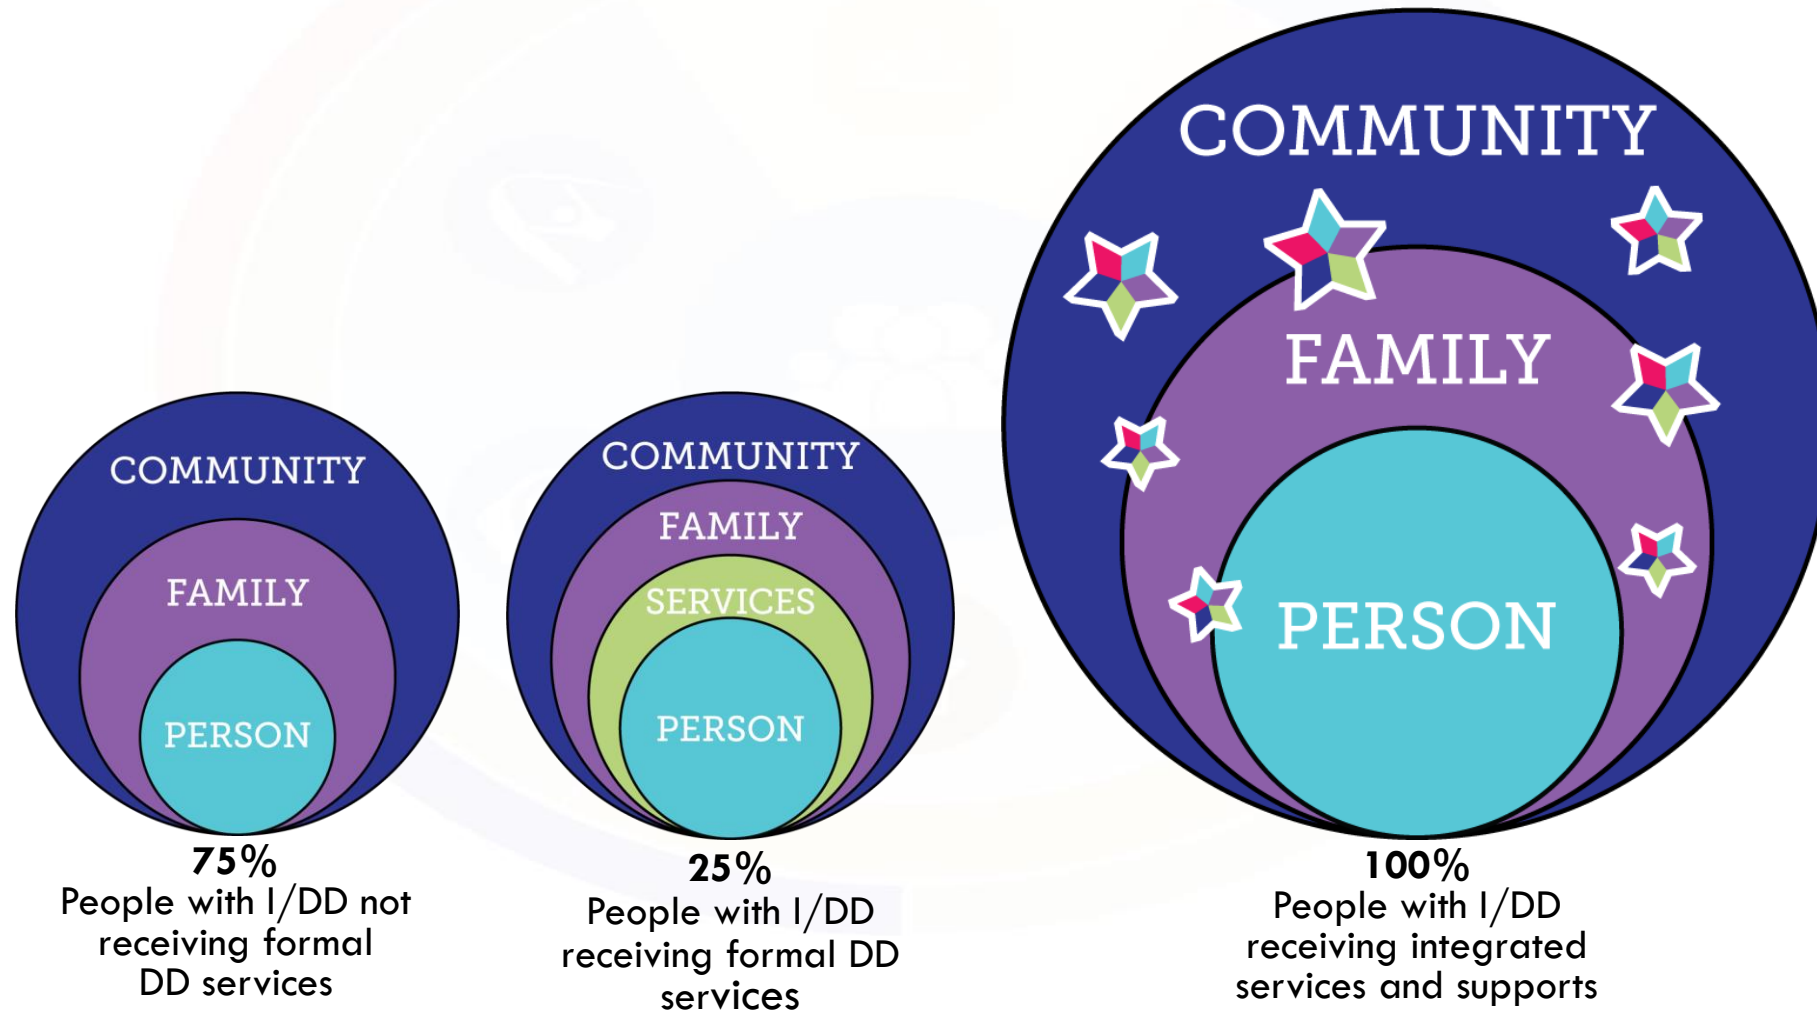 COMMUNITY
FAMILY
PERSON
75%
People with I/DD not
receiving formal
DD services
COMMUNITY
FAMILY
SERVICES
PERSON
25%
People with I/DD
receiving formal DD
services
COMMUNITY
FAMILY
PERSON
100%
People with I/DD
receiving integrated
services and supports